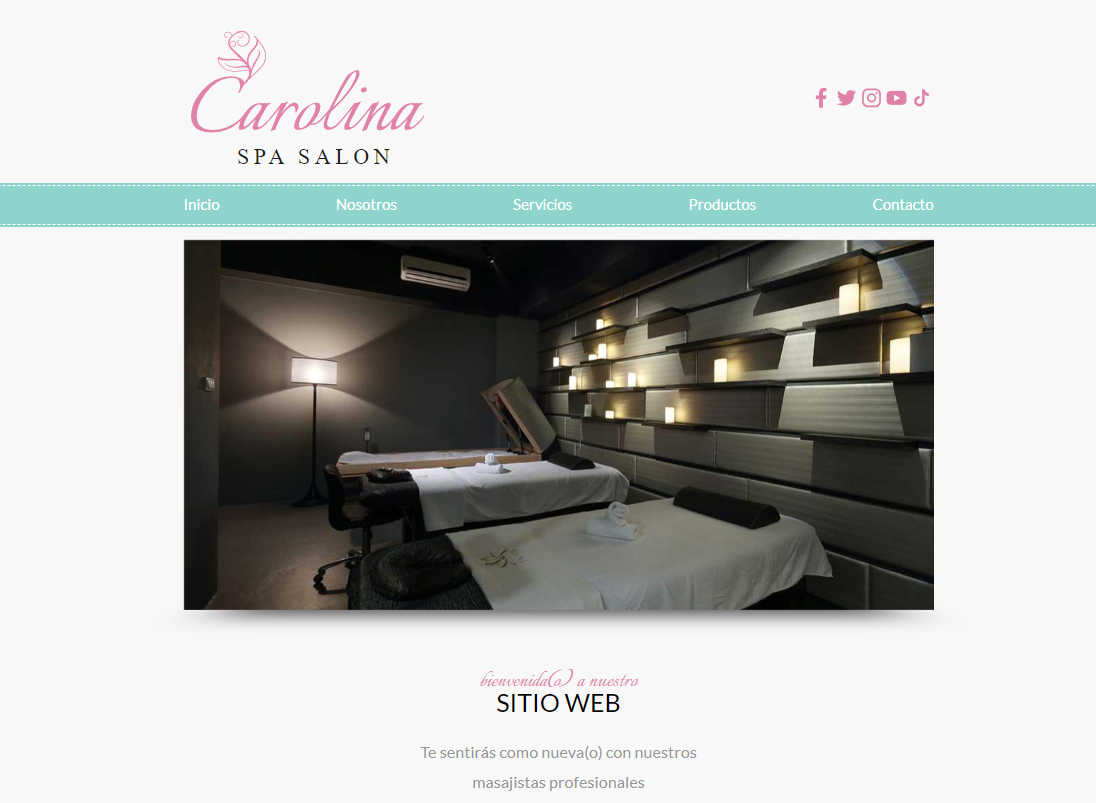 Carolina
SPA SALON
Inicio Nosotros Servicios Productos Contacto
bienvenida(o) a nuestro
SITIO WEB
Te sentirás como nueva(o) con nuestros
masajistas profesionales